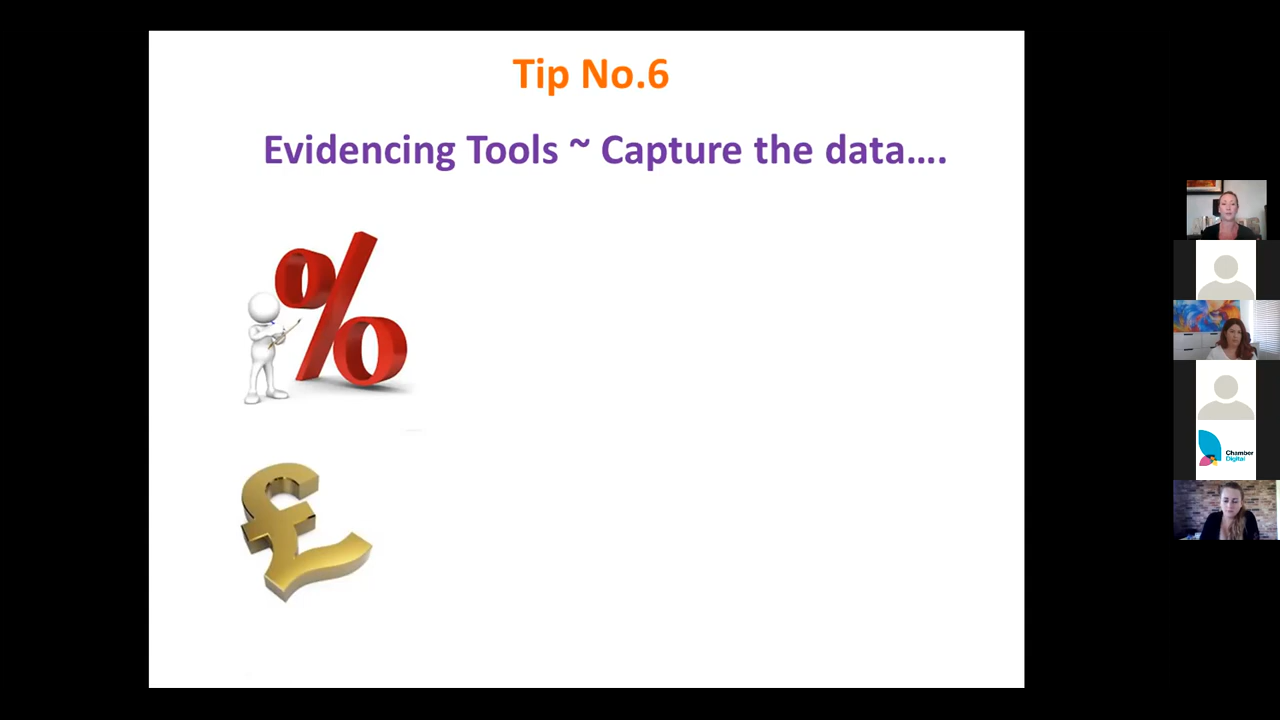 Tip No.6
Evidencing Tools ~ Capture the data....
%
£
Chamber
Digital